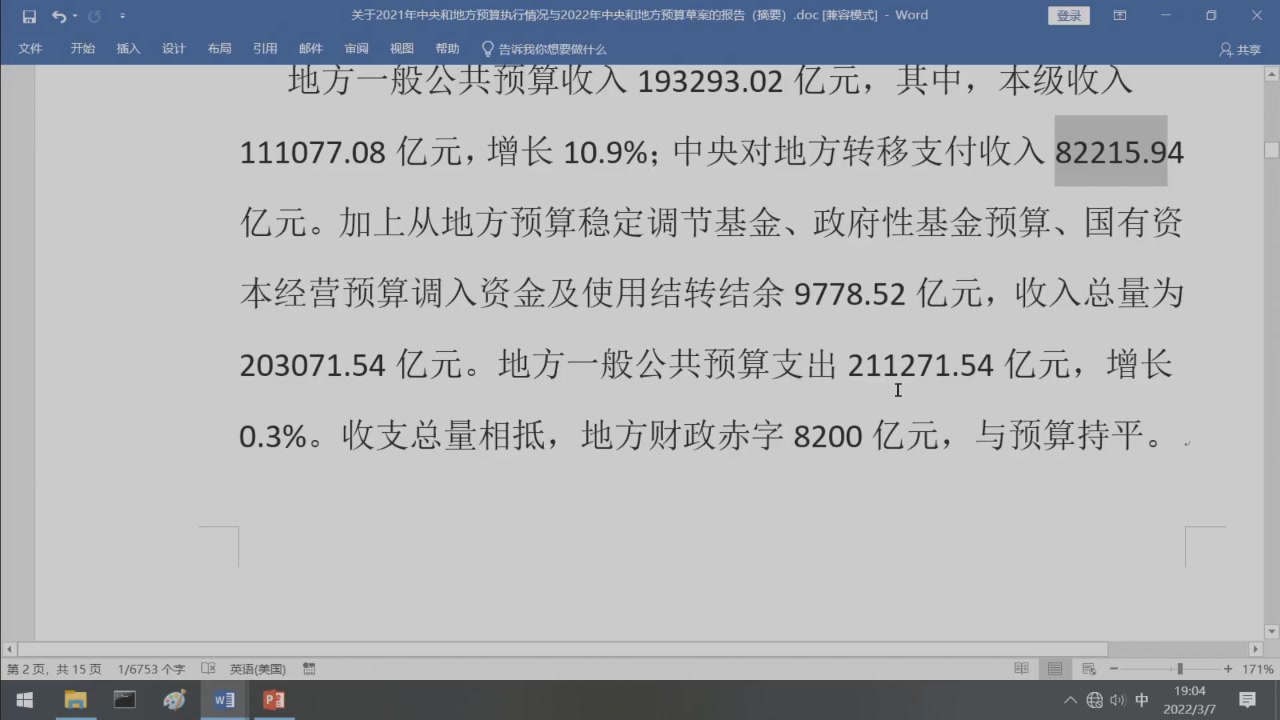 关于2021年中央和地方预算执行情况与2022年中央和地方预算草案的报告（摘要）.doc [兼容模式] - Word
登录
文件 开始 插入 设计 布局 引用 邮件 审阅 视图 帮助 告诉我你想要做什么 共享
地方一般公共预算收入 193293.02 亿元，其中，本级收入
111077.08 亿元，增长 10.9%；中央对地方转移支付收入 82215.94
亿元。加上从地方预算稳定调节基金、政府性基金预算、国有资
本经营预算调入资金及使用结转结余 9778.52 亿元，收入总量为
203071.54 亿元。地方一般公共预算支出 211271.54 亿元，增长
0.3%。收支总量相抵，地方财政赤字 8200 亿元，与预算持平。
第 2 页，共 15 页 1/6753 个字 英语(美国) 171%
中 19:04
2022/3/7